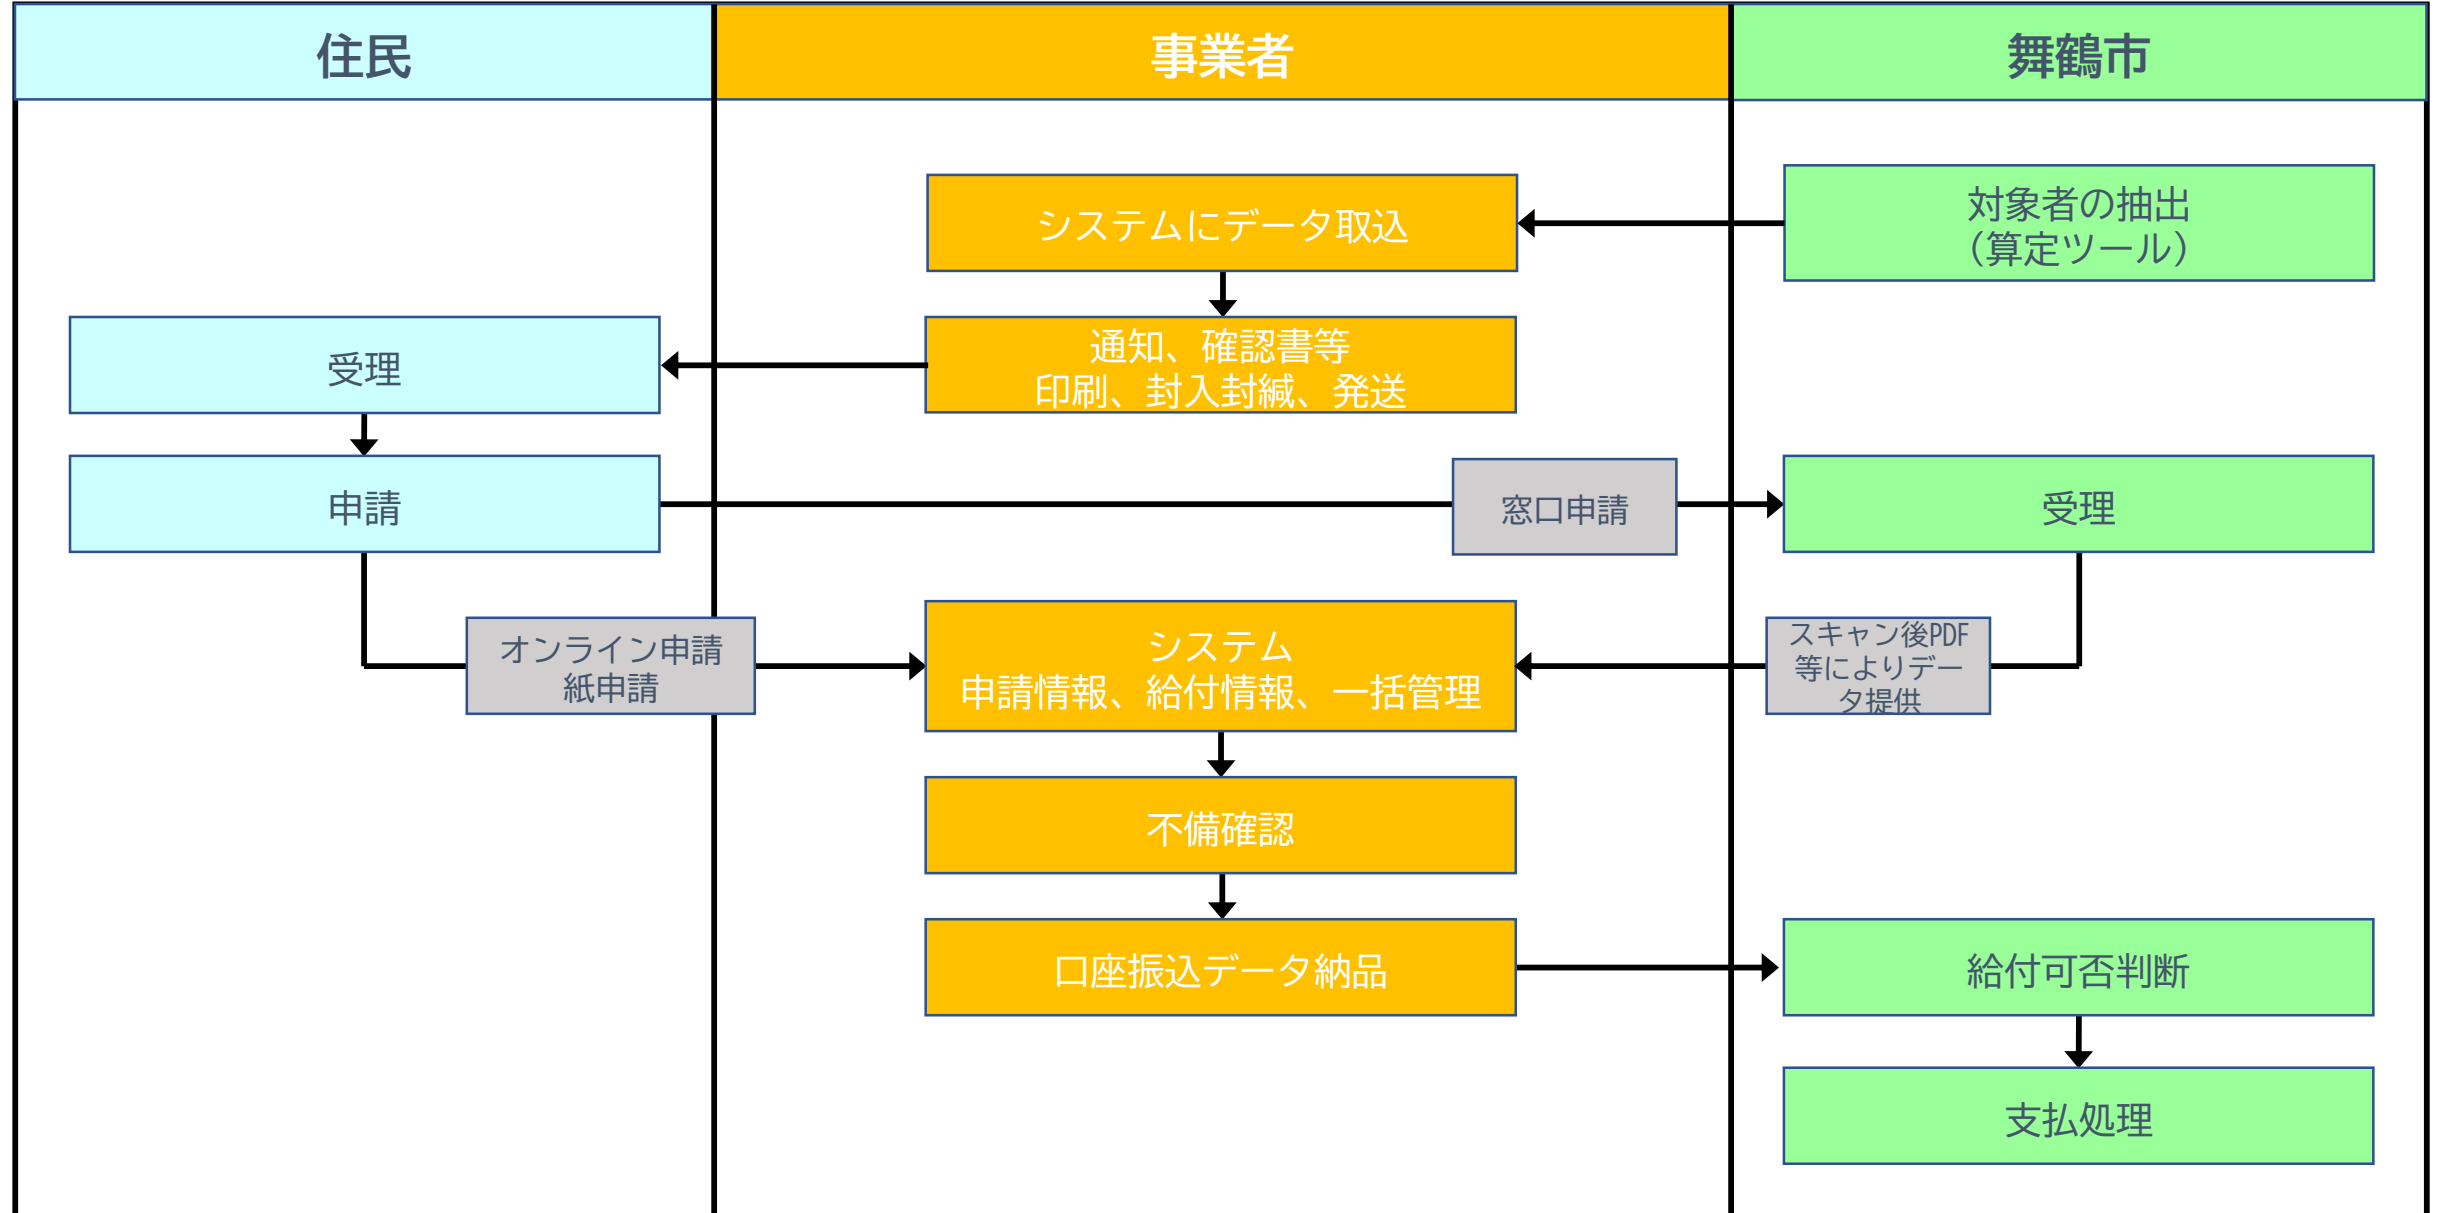 住民
事業者
舞鶴市
対象者の抽出
(算定ツール)
システムにデータ取込
通知、確認書等
印刷、封入封緘、発送
受理
申請
窓口申請
受理
オンライン申請
紙申請
システム
申請情報、給付情報、一括管理
スキャン後PDF
等によりデー
タ提供
不備確認
口座振込データ納品
給付可否判断
支払処理